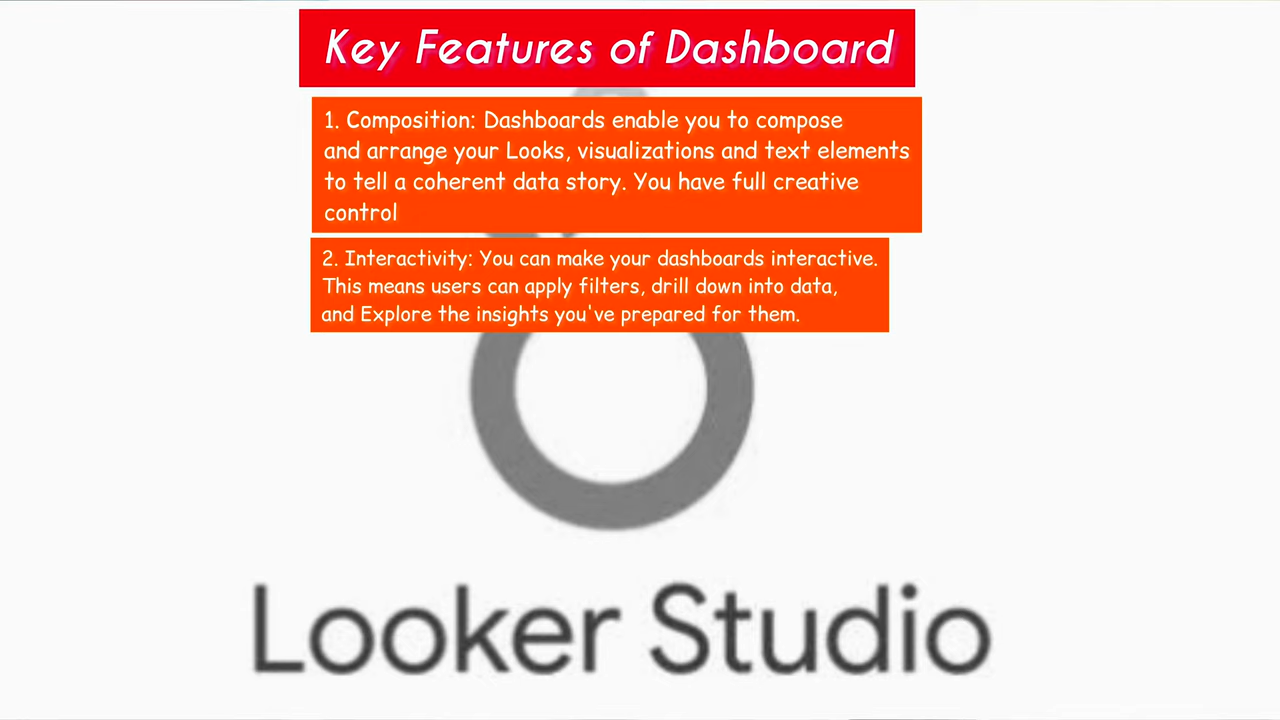 Key Features of Dashboard
1. Composition: Dashboards enable you to compose
and arrange your Looks, visualizations and text elements
to tell a coherent data story. You have full creative
control
2. Interactivity: You can make your dashboards interactive.
This means users can apply filters, drill down into data,
and Explore the insights you've prepared for them.
Looker Studio